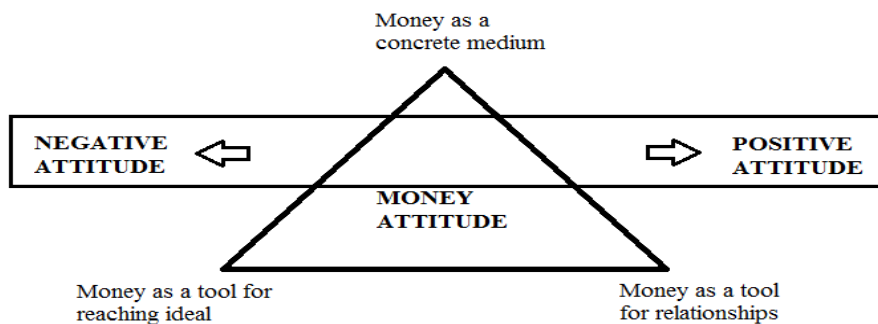 Money as a
concrete medium
NEGATIVE
ATTITUDE
POSITIVE
ATTITUDE
MONEY
ATTITUDE
Money as a tool for
reaching ideal
Money as a tool
for relationships